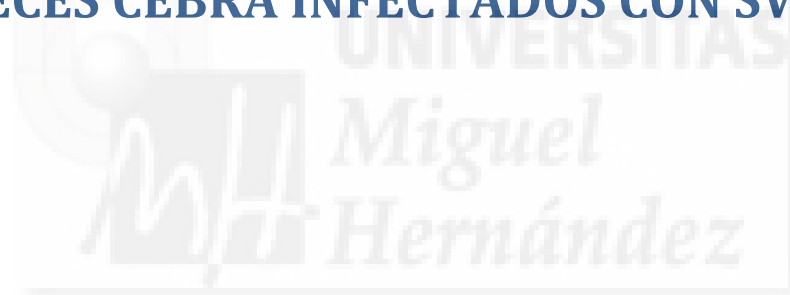 ECES CEBRA INFECTADOS CON SV
UNIVERSITAS
Miguel
Hernández